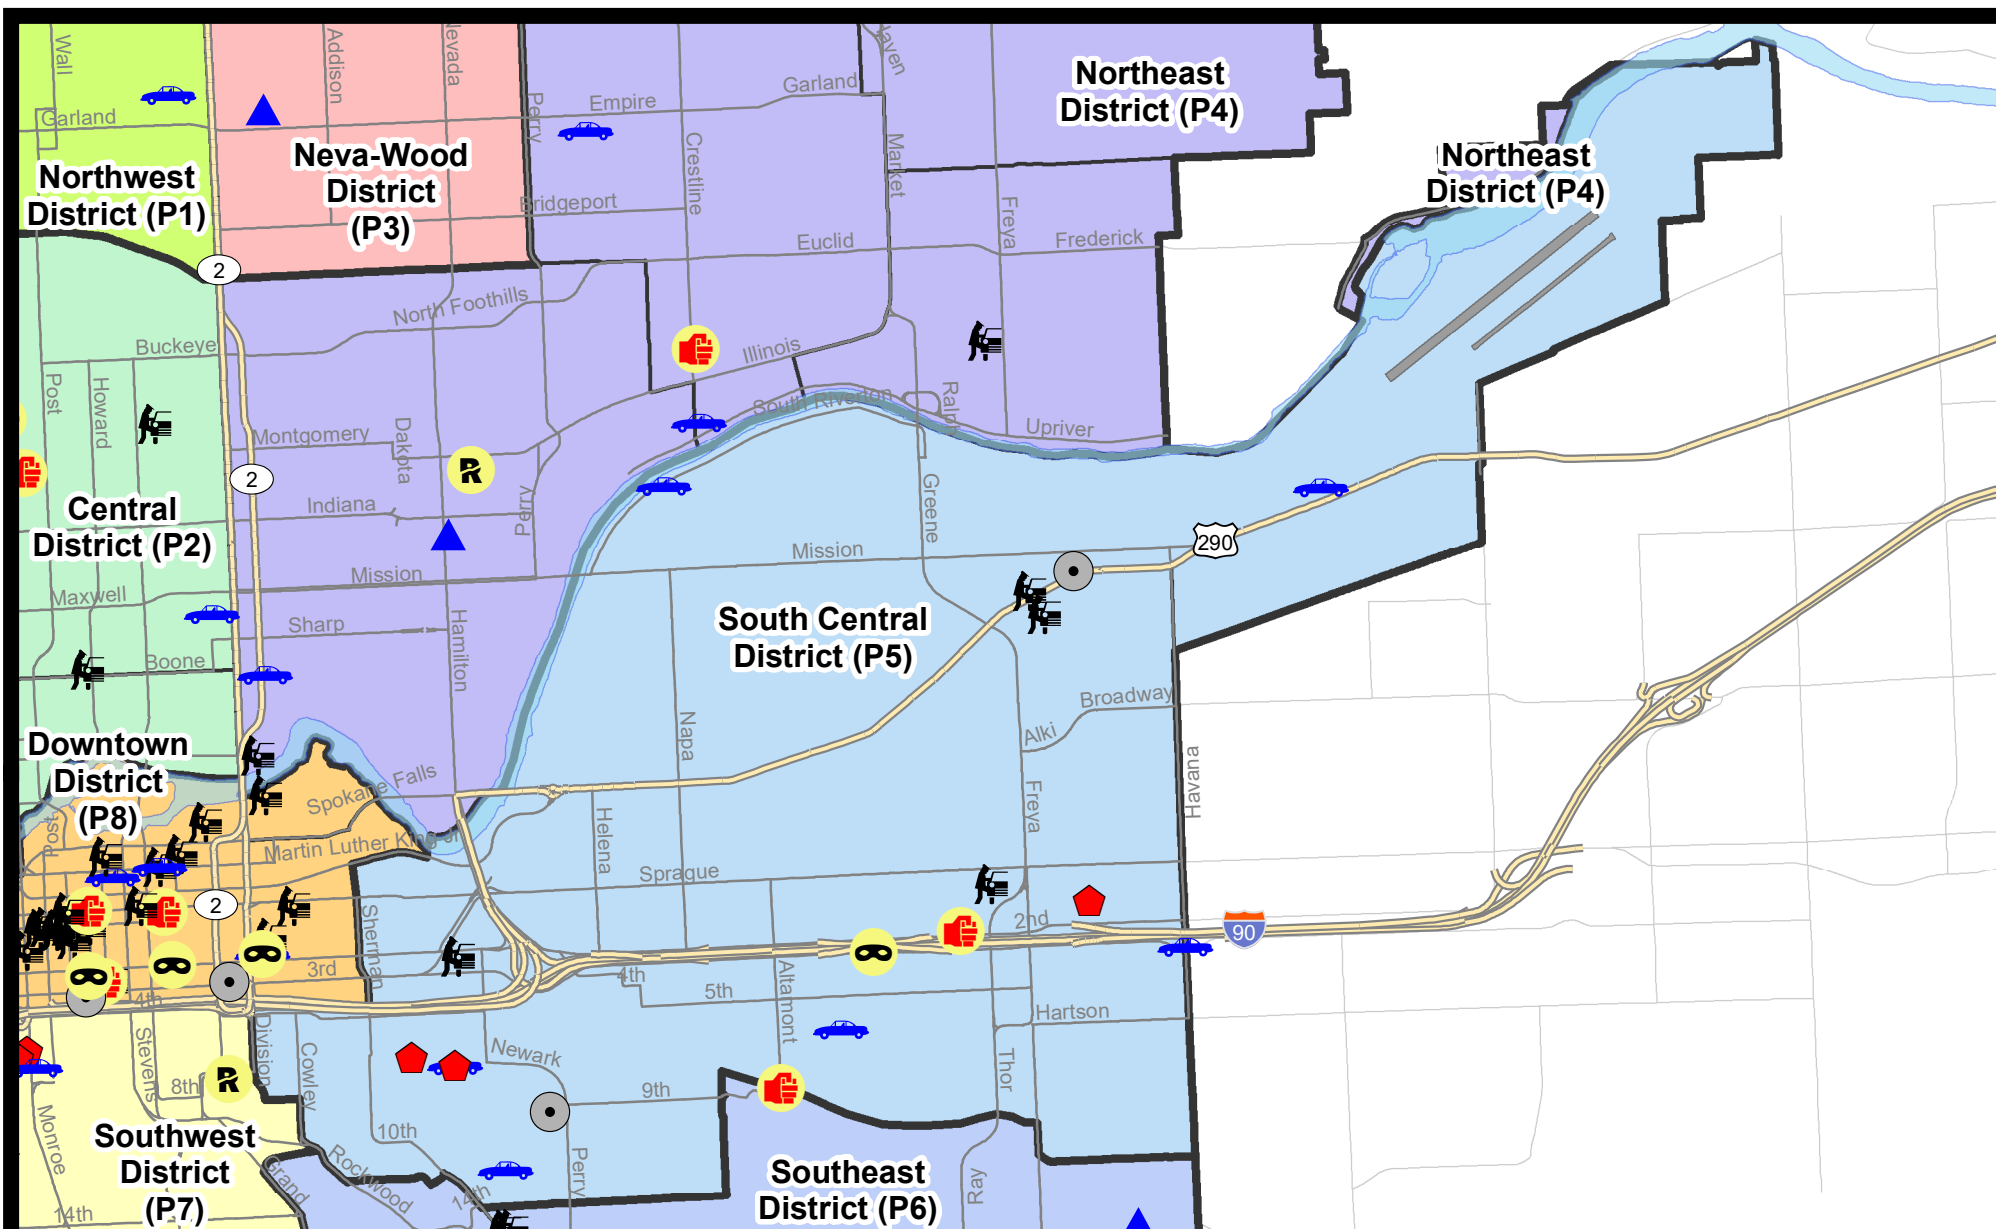 Wall
Addison
Nevada
Haven
Northeast
District (P4)
Garland
Empire
Garland
Perry
Crestline
Market
Neva-Wood
District
(P3)
Northwest
District (P1)
Northeast
District (P4)
Bridgeport
Freya
Euclid
Frederick
2
North Foothills
Buckeye
Illinois
Post
Howard
Dakota
South Riverton
Ralph
Upriver
Montgomery
2
R
Indiana
Perry
Greene
Central
District (P2)
290
Mission
Mission
Maxwell
Sharp
Hamilton
South Central
District (P5)
Boone
Napa
Broadway
Alki
Havana
Downtown
District
(P8)
Spokane Falls
Post
Martin Luther King Jr
Helena
Freya
Sprague
2
Sherman
2nd
90
3rd
4th
Altamont
4th
5th
Hartson
Division
Stevens
Cowley
Newark
Thor
8th
R
9th
Monroe
10th
Southwest
District
(P7)
Grand
Rockwood
Perry
14th
Southeast
District (P6)
Ray
14th